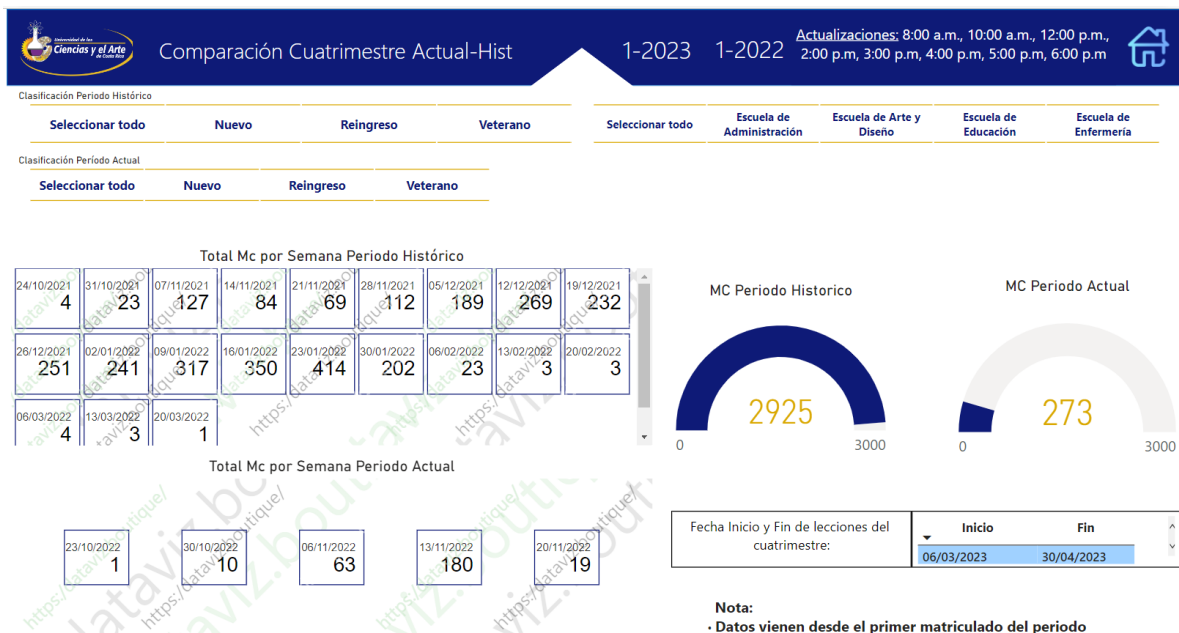 Universidad de las
Ciencias y el Arte
de Costa Rica
Comparación Cuatrimestre Actual-Hist
1-2023
1-2022
Actualizaciones: 8:00 a.m., 10:00 a.m., 12:00 p.m.,
2:00 p.m, 3:00 p.m, 4:00 p.m, 5:00 p.m, 6:00 p.m
Clasificación Periodo Histórico
Seleccionar todo Nuevo Reingreso Veterano
Seleccionar todo Escuela de Administración Escuela de Arte y Diseño Escuela de Educación Escuela de Enfermería
Clasificación Período Actual
Seleccionar todo Nuevo Reingreso Veterano
Total Mc por Semana Periodo Histórico
24/10/2021 31/10/2021 07/11/2021 14/11/2021 21/11/2021 28/11/2021 05/12/2021 12/12/2021 19/12/2021
4 23 127 84 69 112 189 269 232
26/12/2021 02/01/2022 09/01/2022 16/01/2022 23/01/2022 30/01/2022 06/02/2022 13/02/2022 20/02/2022
251 241 317 350 414 202 23 3 3
06/03/2022 13/03/2022 20/03/2022
4 3 1
MC Periodo Historico
2925
0 3000
MC Periodo Actual
273
0 3000
Total Mc por Semana Periodo Actual
23/10/2022 30/10/2022 06/11/2022 13/11/2022 20/11/2022
1 10 63 180 19
Fecha Inicio y Fin de lecciones del
cuatrimestre:
Inicio Fin
06/03/2023 30/04/2023
Nota:
· Datos vienen desde el primer matriculado del periodo
https://dataviz.boutique/